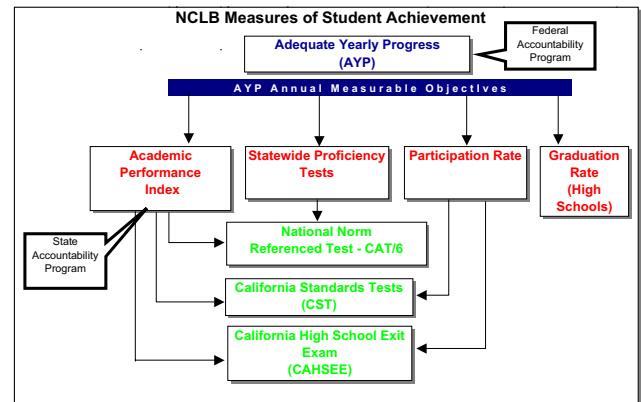 NCLB Measures of Student Achievement
Adequate Yearly Progress
(AYP)
Federal
Accountability
Program
AYP Annual Measurable Objectives
Academic
Performance
Index
Statewide Proficiency
Tests
Participation Rate
Graduation
Rate
(High
Schools)
State
Accountability
Program
National Norm
Referenced Test - CAT/6
California Standards Tests
(CST)
California High School Exit
Exam
(CAHSEE)